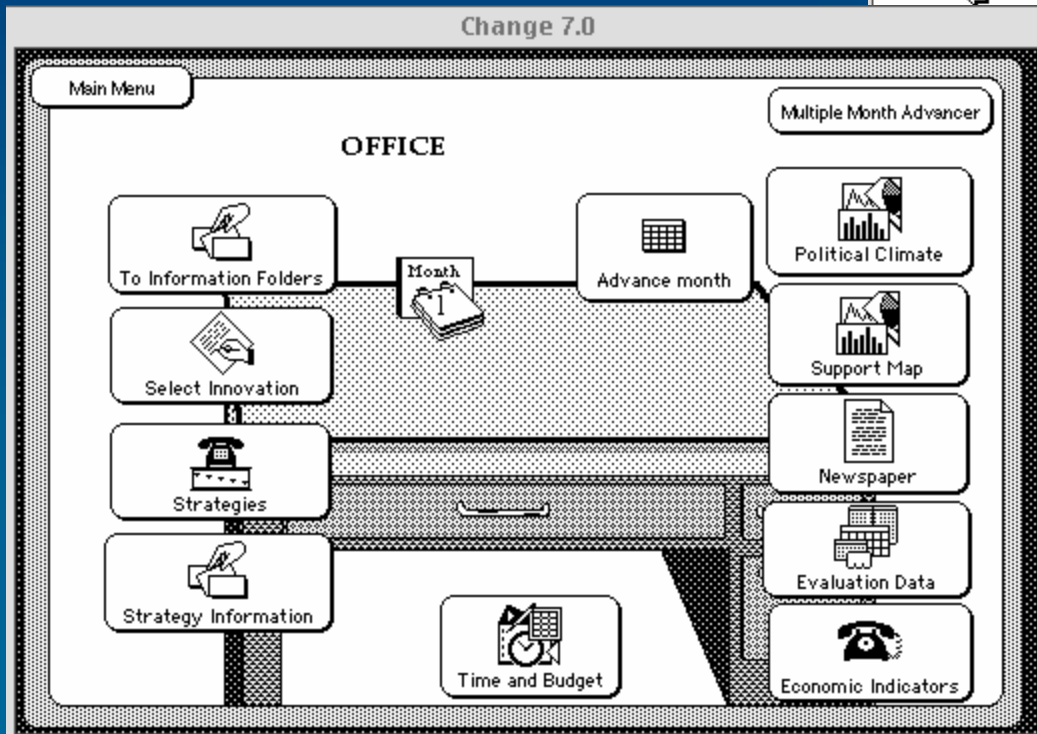 Change 7.0
Main Menu
Multiple Month Advancer
OFFICE
To Information Folders
Month
1
Advance month
Political Climate
Select Innovation
Support Map
Strategies
Newspaper
Strategy Information
Evaluation Data
Time and Budget
Economic Indicators